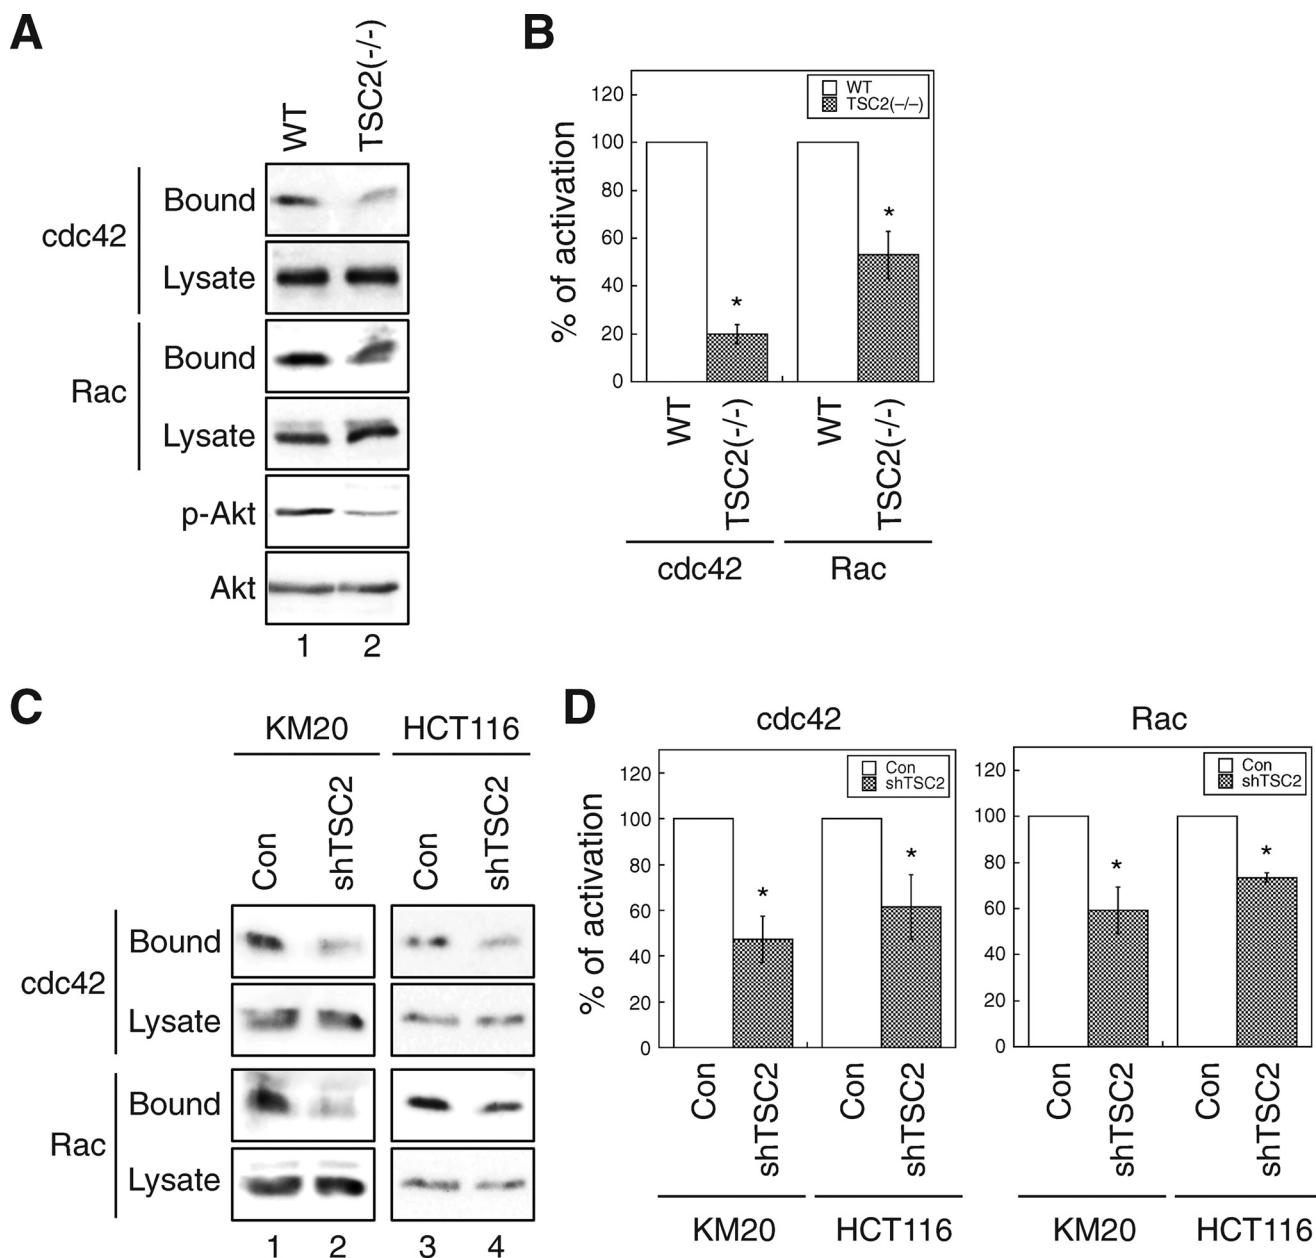 A
WT
TSC2(-/-)
cdc42
Bound
Lysate
Rac
Bound
Lysate
p-Akt
Akt
1 2
B
% of activation
120
100
80
60
40
20
0
WT
TSC2(–/–)
*
*
WT
TSC2(-/-)
WT
TSC2(-/-)
cdc42
Rac
C
KM20
HCT116
Con
shTSC2
Con
shTSC2
cdc42
Bound
Lysate
Rac
Bound
Lysate
1 2 3 4
D
cdc42
% of activation
120
100
80
60
40
20
0
Con
shTSC2
*
*
Con
shTSC2
Con
shTSC2
KM20
HCT116
Rac
120
100
80
60
40
20
0
Con
shTSC2
*
*
Con
shTSC2
Con
shTSC2
KM20
HCT116